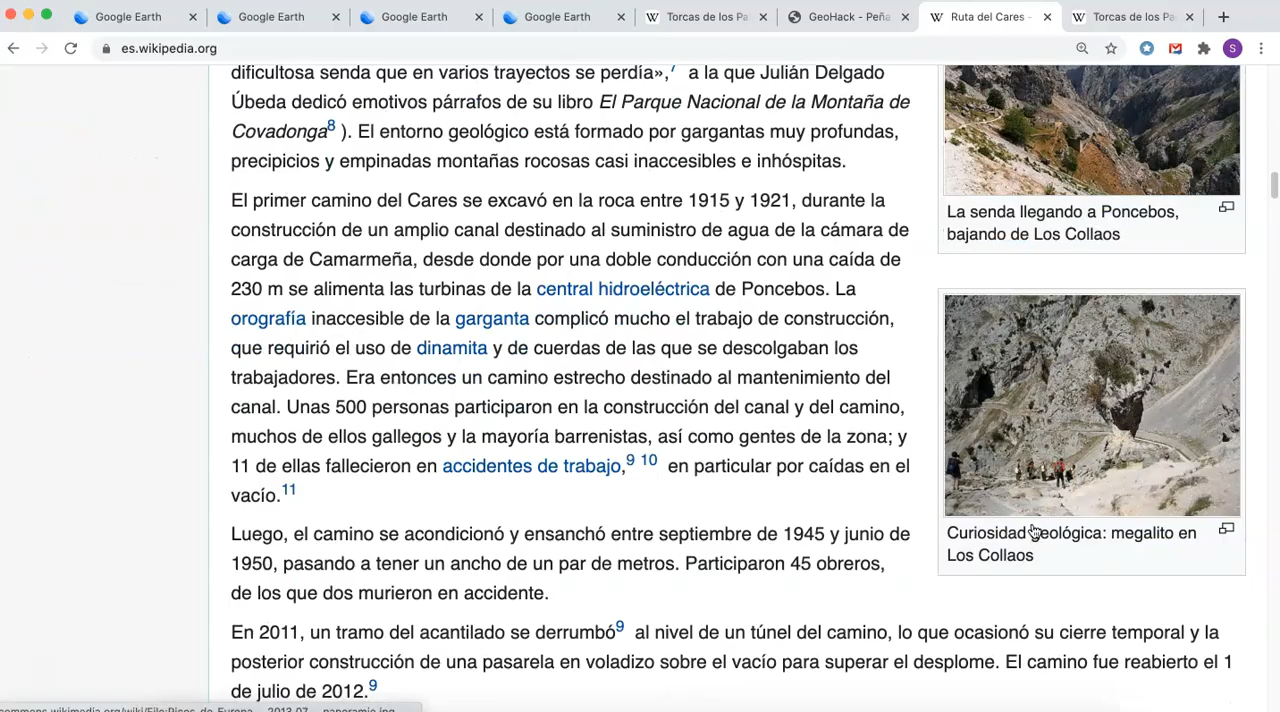 Google Earth
Google Earth
Google Earth
Google Earth
Torcas de los Pa
GeoHack - Peña
Ruta del Cares -
Torcas de los Pa
es.wikipedia.org
S
dificultosa senda que en varios trayectos se perdía»,7 a la que Julián Delgado
Úbeda dedicó emotivos párrafos de su libro El Parque Nacional de la Montaña de
Covadonga8 ). El entorno geológico está formado por gargantas muy profundas,
precipicios y empinadas montañas rocosas casi inaccesibles e inhóspitas.
El primer camino del Cares se excavó en la roca entre 1915 y 1921, durante la
construcción de un amplio canal destinado al suministro de agua de la cámara de
carga de Camarmeña, desde donde por una doble conducción con una caída de
230 m se alimenta las turbinas de la central hidroeléctrica de Poncebos. La
orografía inaccesible de la garganta complicó mucho el trabajo de construcción,
que requirió el uso de dinamita y de cuerdas de las que se descolgaban los
trabajadores. Era entonces un camino estrecho destinado al mantenimiento del
canal. Unas 500 personas participaron en la construcción del canal y del camino,
muchos de ellos gallegos y la mayoría barrenistas, así como gentes de la zona; y
11 de ellas fallecieron en accidentes de trabajo,9 10 en particular por caídas en el
vacío.11
Luego, el camino se acondicionó y ensanchó entre septiembre de 1945 y junio de
1950, pasando a tener un ancho de un par de metros. Participaron 45 obreros,
de los que dos murieron en accidente.
En 2011, un tramo del acantilado se derrumbó9 al nivel de un túnel del camino, lo que ocasionó su cierre temporal y la
posterior construcción de una pasarela en voladizo sobre el vacío para superar el desplome. El camino fue reabierto el 1
de julio de 2012.9
La senda llegando a Poncebos,
bajando de Los Collaos
Curiosidad geológica: megalito en
Los Collaos